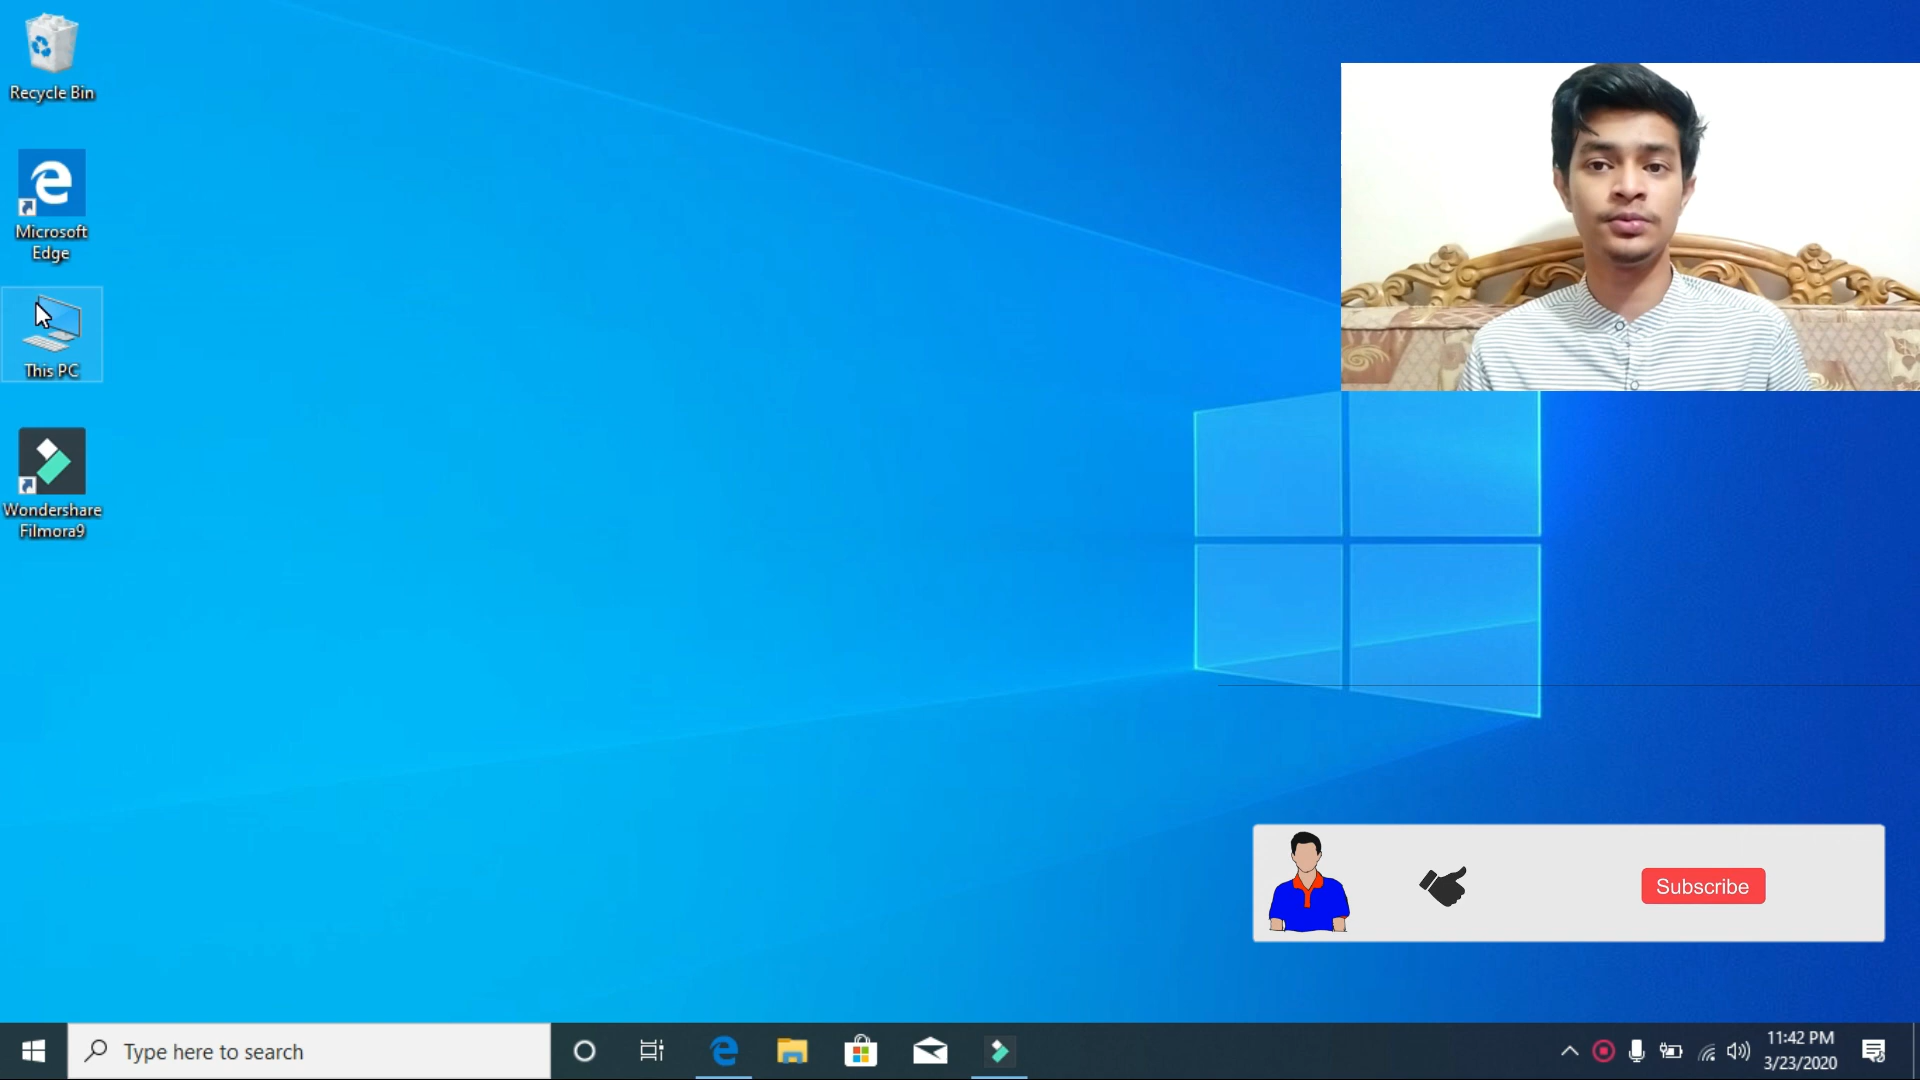 Recycle Bin
Microsoft
Edge
This PC
Wondershare
Filmora9
Subscribe
Type here to search
11:42 PM
3/23/2020